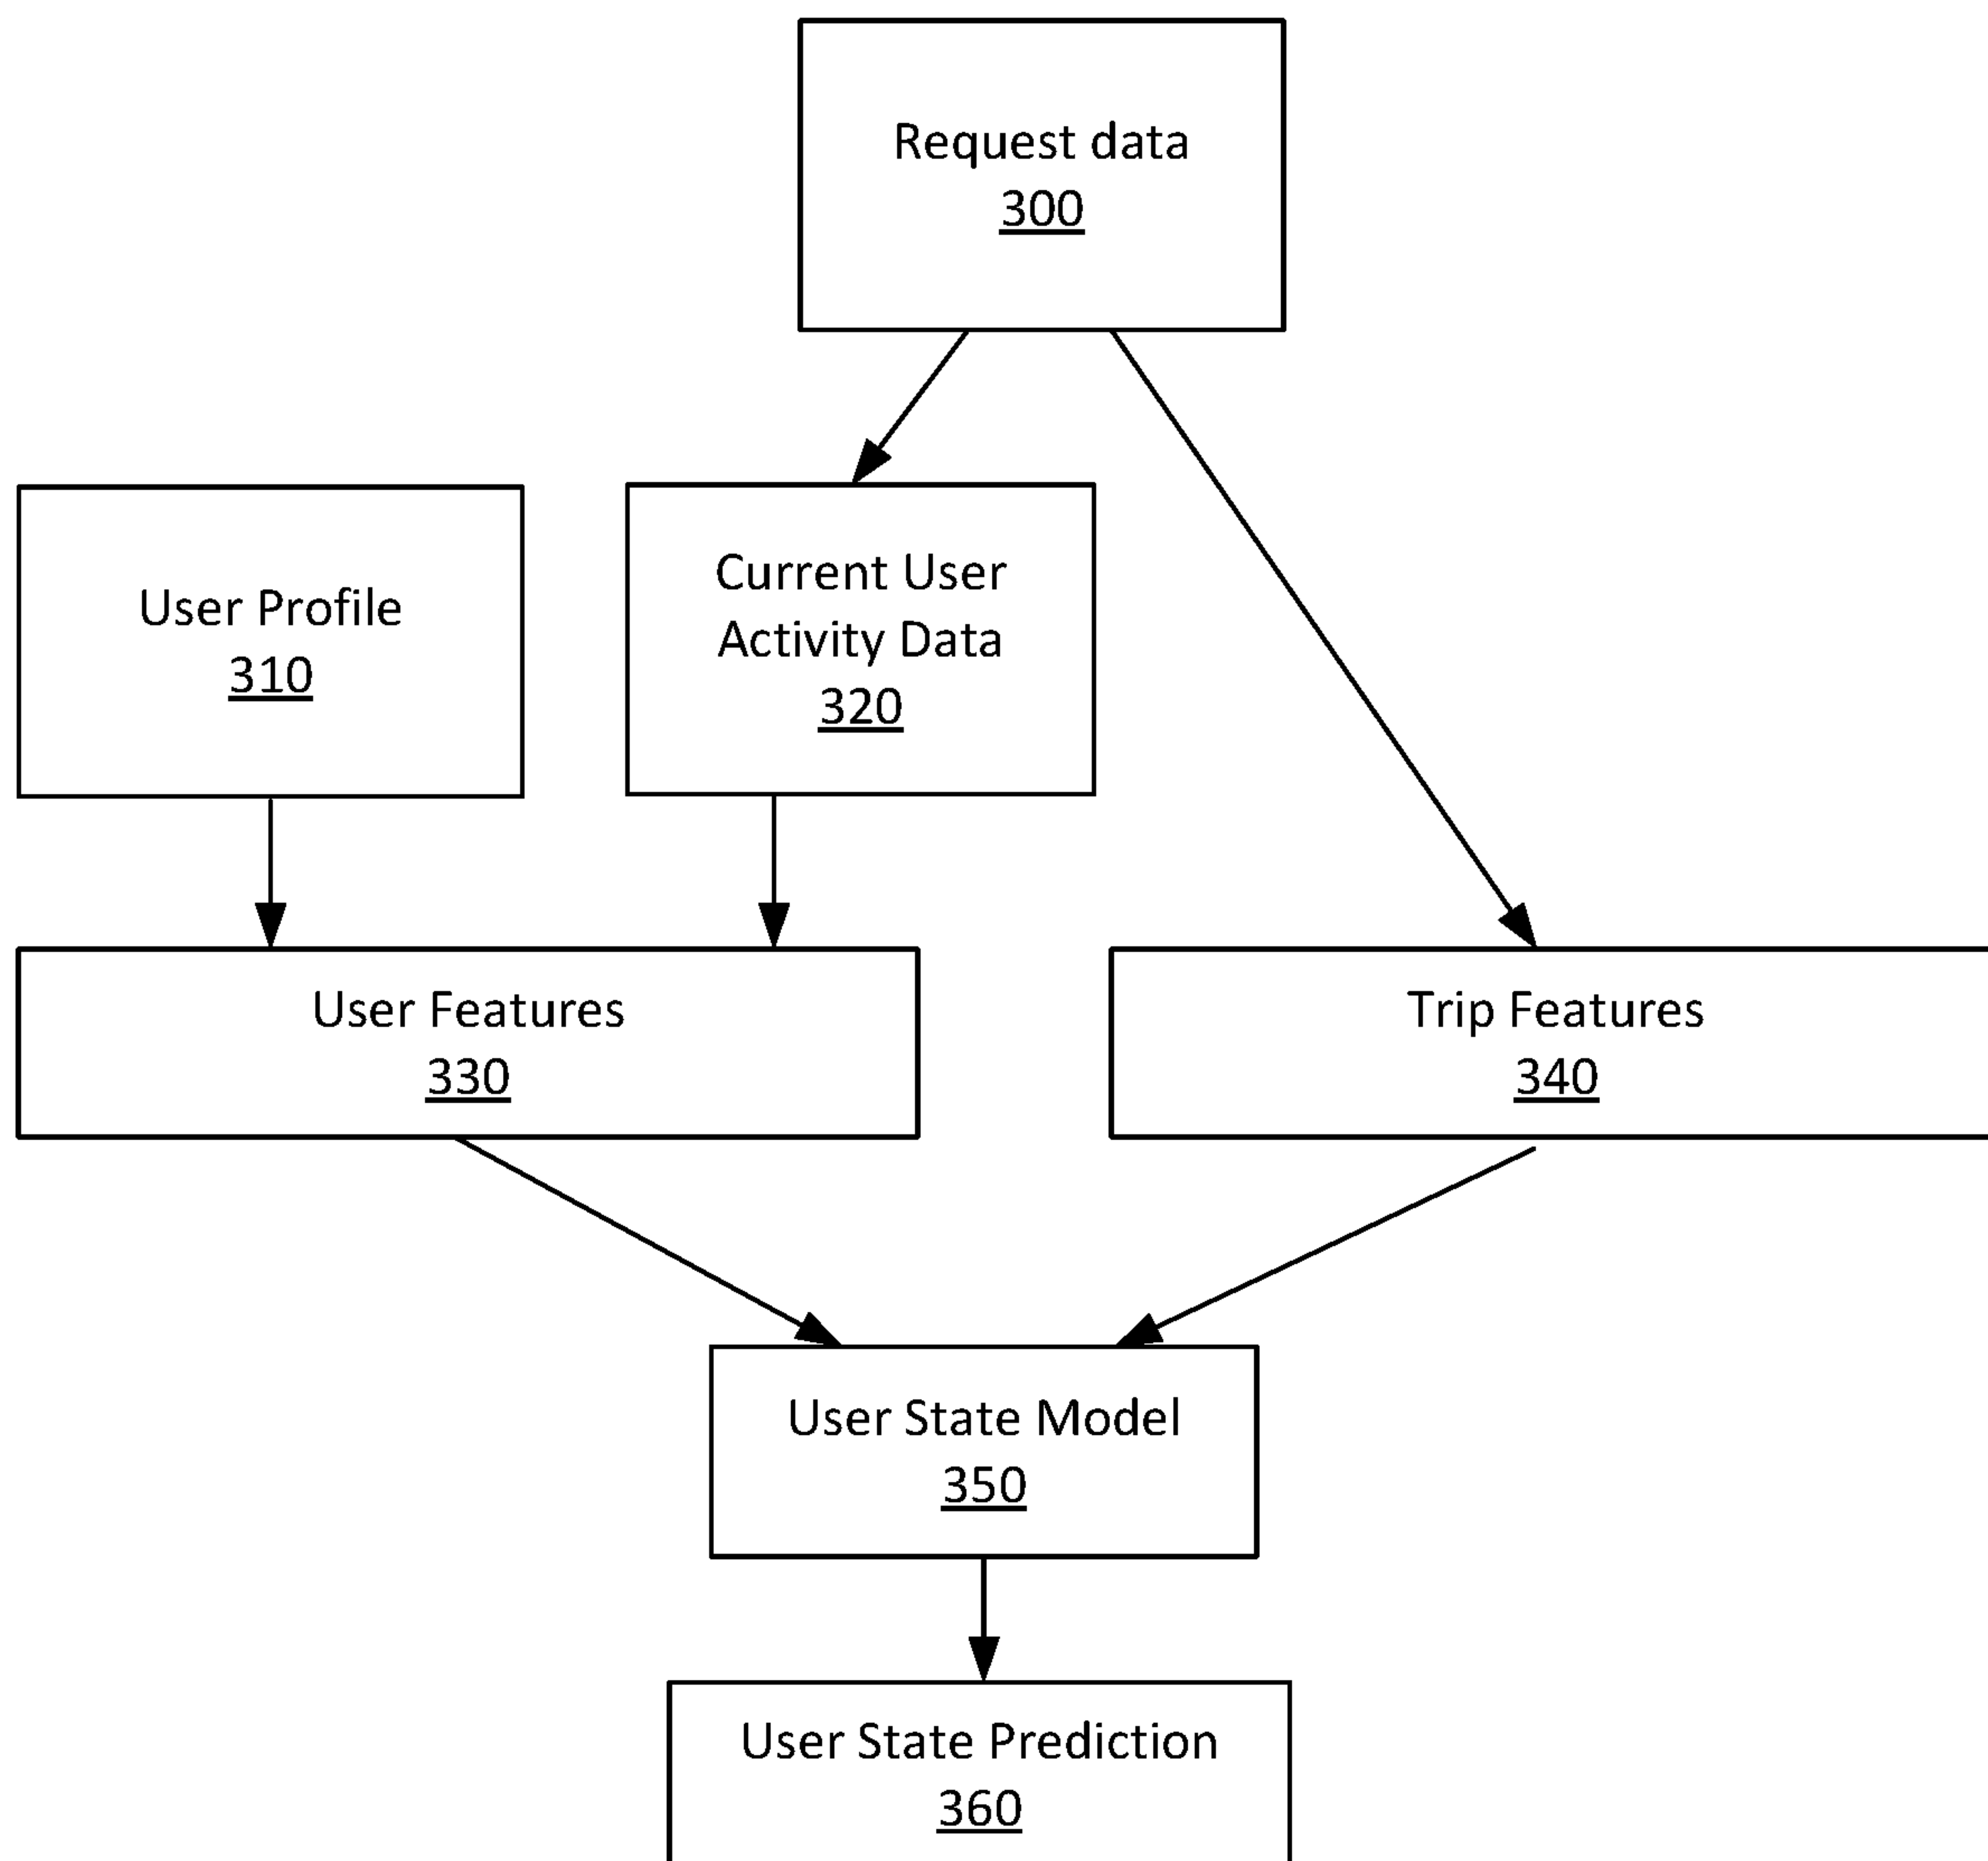 Request data
300
User Profile
310
Current User
Activity Data
320
User Features
330
Trip Features
340
User State Model
350
User State Prediction
360